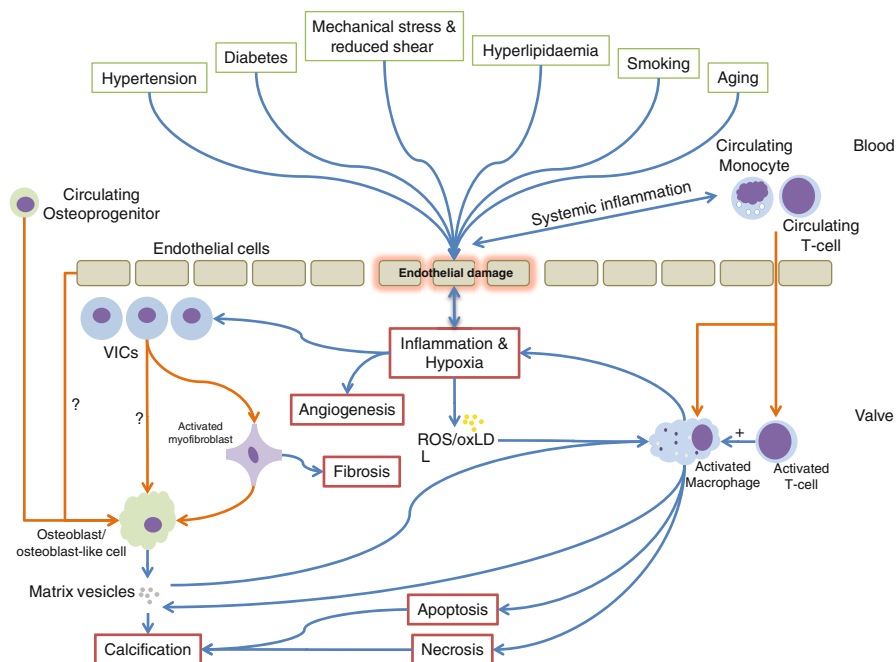 Mechanical stress &
reduced shear
Hypertension
Diabetes
Hyperlipidaemia
Smoking
Aging
Circulating
Monocyte
Blood
Circulating
Osteoprogenitor
Systemic inflammation
Circulating
T-cell
Endothelial cells
Endothelial damage
VICs
Inflammation &
Hypoxia
?
?
Activated
myofibroblast
Angiogenesis
ROS/oxLD
L
Fibrosis
+
Valve
Activated
Macrophage
Activated
T-cell
Osteoblast/
osteoblast-like cell
Matrix vesicles
Apoptosis
Calcification
Necrosis